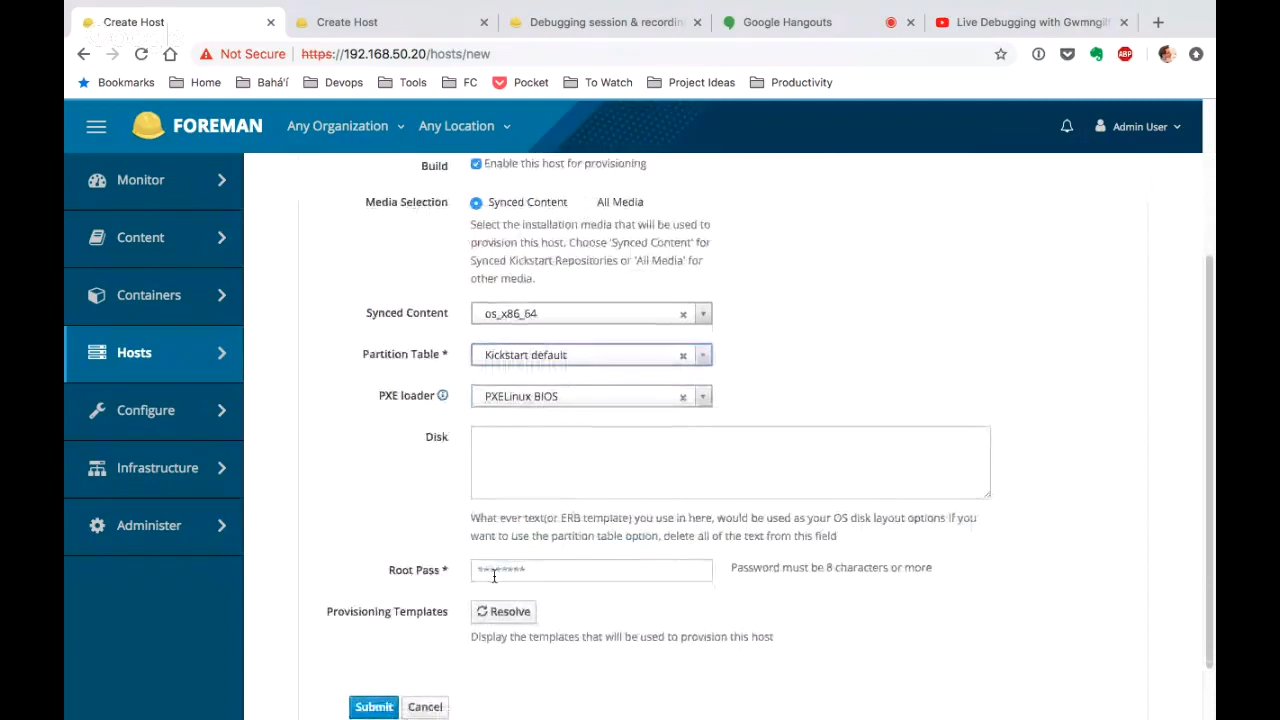 Create Host
Create Host
Debugging session & recordin
Google Hangouts
Live Debugging with Gwmngilf
Not Secure https://192.168.50.20/hosts/new
Bookmarks Home Bahá'í Devops Tools FC Pocket To Watch Project Ideas Productivity
FOREMAN Any Organization Any Location Admin User
Monitor
Content
Containers
Hosts
Configure
Infrastructure
Administer
Build Enable this host for provisioning
Media Selection Synced Content All Media
Select the installation media that will be used to
provision this host. Choose 'Synced Content' for
Synced Kickstart Repositories or 'All Media' for
other media.
Synced Content os_x86_64
Partition Table * Kickstart default
PXE loader PXELinux BIOS
Disk
What ever text(or ERB template) you use in here, would be used as your OS disk layout options If you
want to use the partition table option, delete all of the text from this field
Root Pass * ******** Password must be 8 characters or more
Provisioning Templates Resolve
Display the templates that will be used to provision this host
Submit Cancel